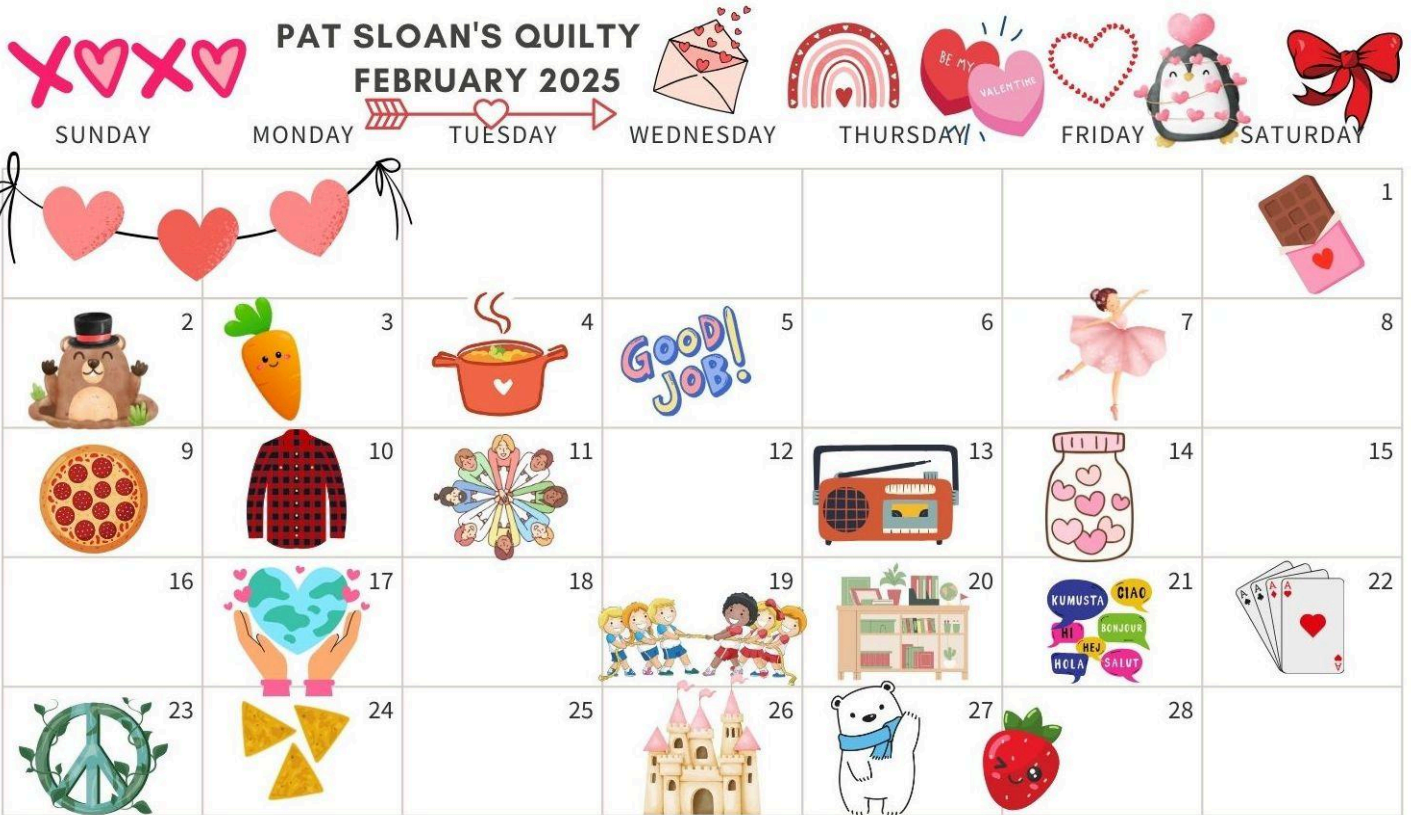 XOXO
PAT SLOAN'S QUILTY
FEBRUARY 2025
BE MY
VALENTINE
SUNDAY MONDAY TUESDAY WEDNESDAY THURSDAY FRIDAY SATURDAY
1
2 3 4 5 6 7 8
GOOD
JOB!
9 10 11 12 13 14 15
16 17 18 19 20 21 22
KUMUSTA CIAO
HI BONJOUR
HEJ
HOLA SALUT
A A A A
A
23 24 25 26 27 28